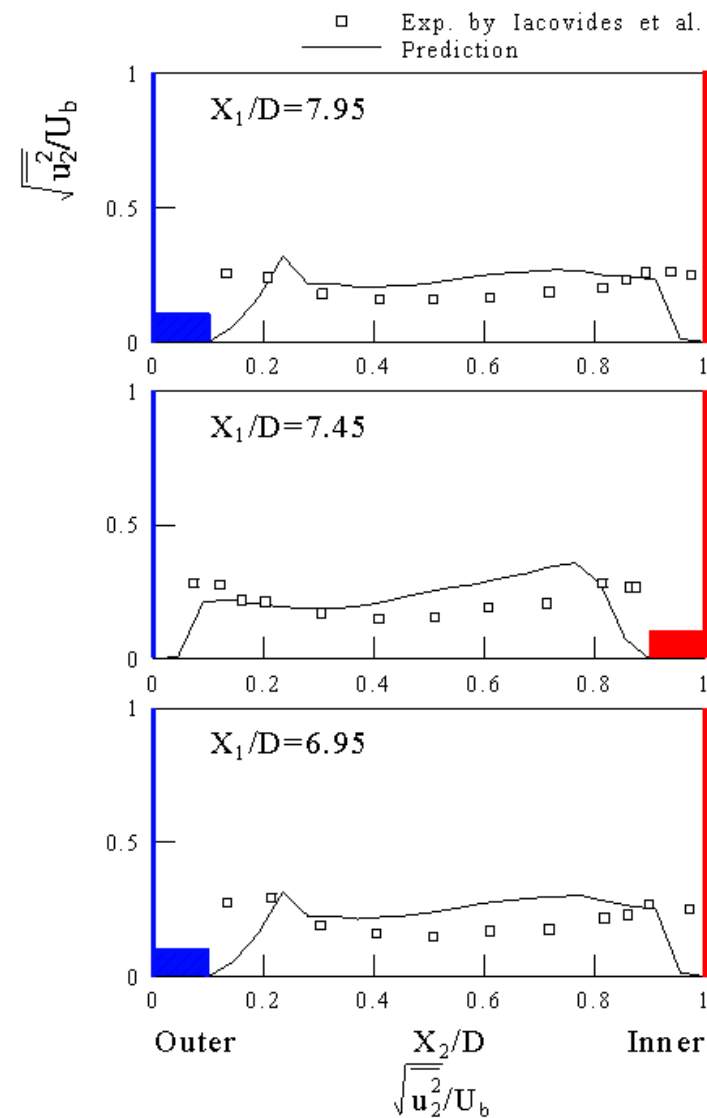 Exp. by Iacovides et al.
Prediction
√u₂²/U_b
1
X₁/D=7.95
0.5
0
0 0.2 0.4 0.6 0.8 1
1
X₁/D=7.45
0.5
0
0 0.2 0.4 0.6 0.8 1
1
X₁/D=6.95
0.5
0
0 0.2 0.4 0.6 0.8 1
Outer X₂/D Inner
√u₂²/U_b